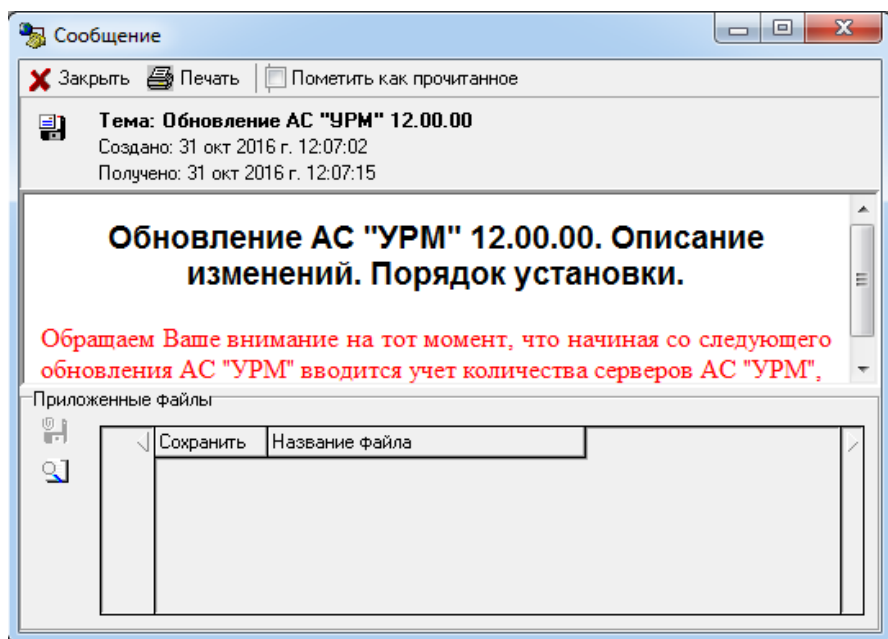 Сообщение
Закрыть Печать Пометить как прочитанное
Тема: Обновление АС "УРМ" 12.00.00
Создано: 31 окт 2016 г. 12:07:02
Получено: 31 окт 2016 г. 12:07:15
Обновление АС "УРМ" 12.00.00. Описание
изменений. Порядок установки.
Обращаем Ваше внимание на тот момент, что начиная со следующего
обновления АС "УРМ" вводится учет количества серверов АС "УРМ",
Приложенные файлы
Сохранить Название файла